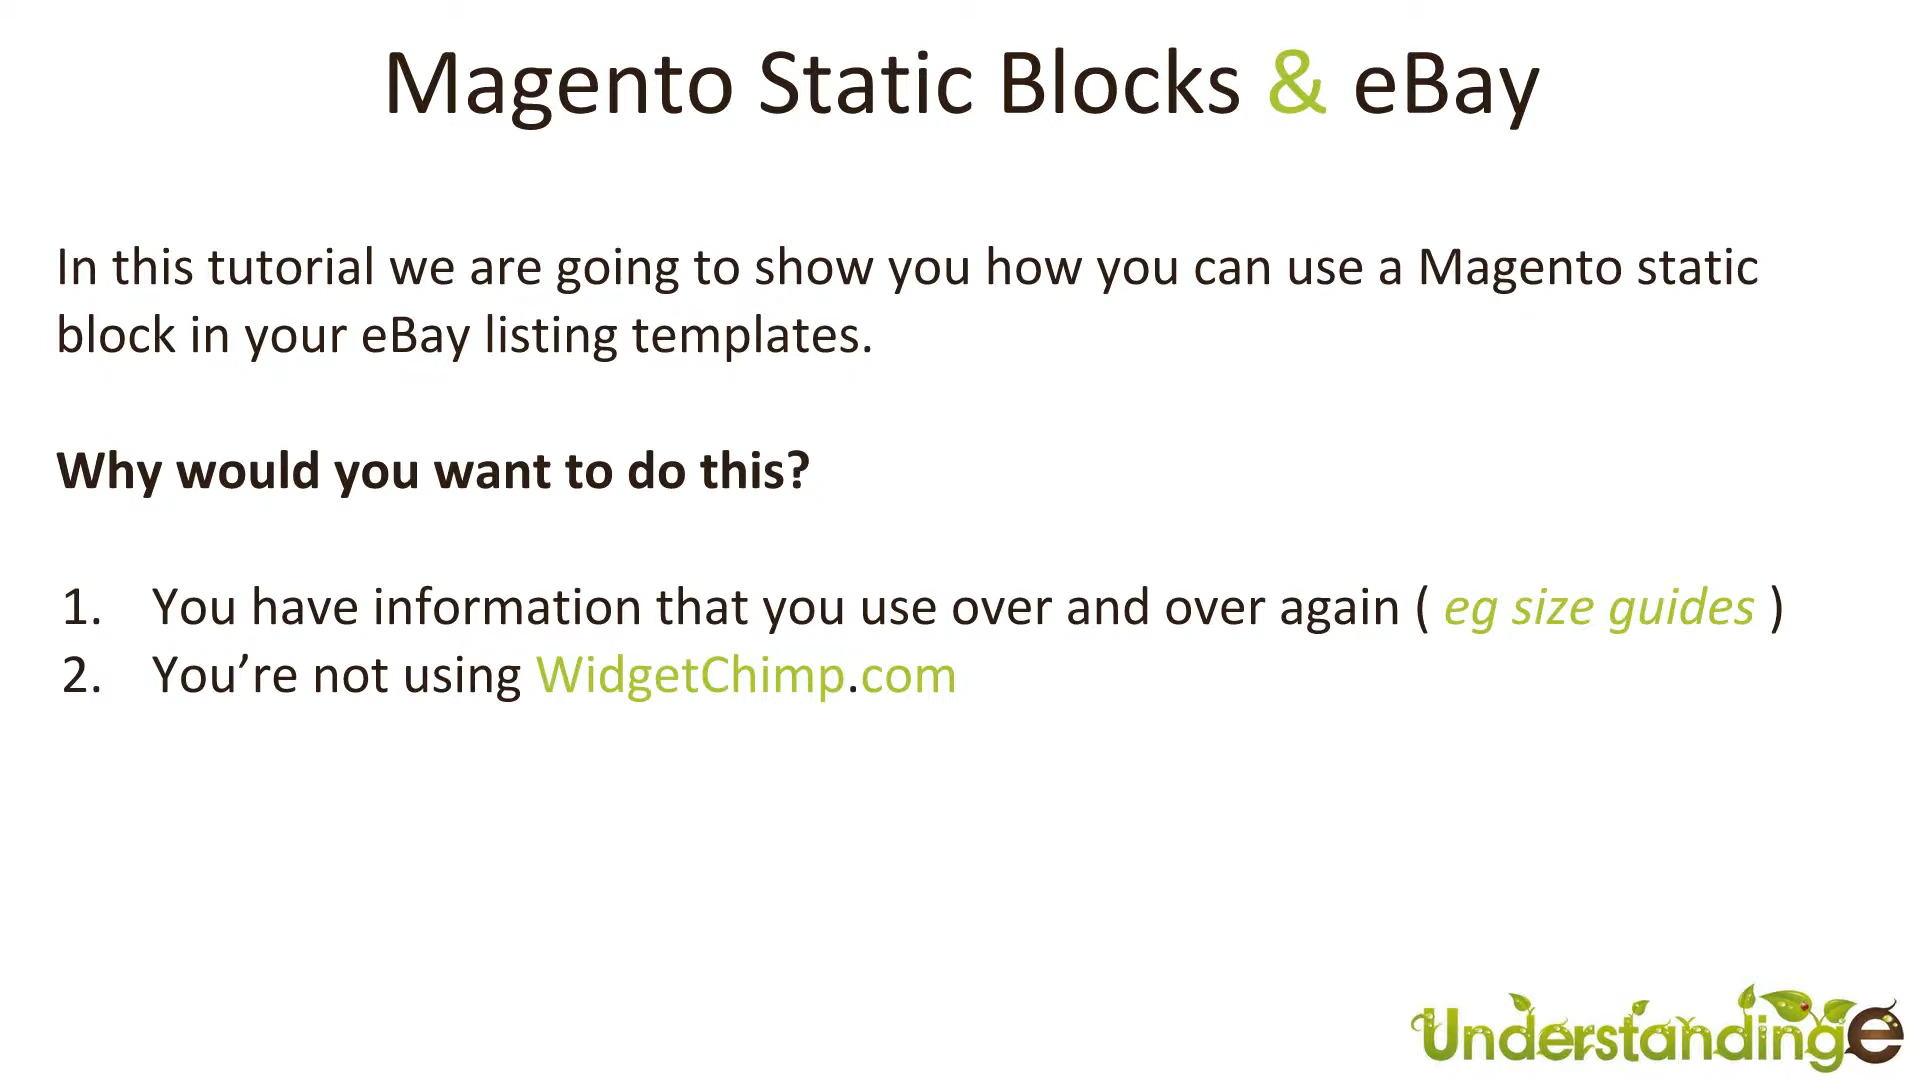 Magento Static Blocks & eBay
In this tutorial we are going to show you how you can use a Magento static
block in your eBay listing templates.
Why would you want to do this?
1. You have information that you use over and over again ( eg size guides )
2. You’re not using WidgetChimp.com
Understandinge